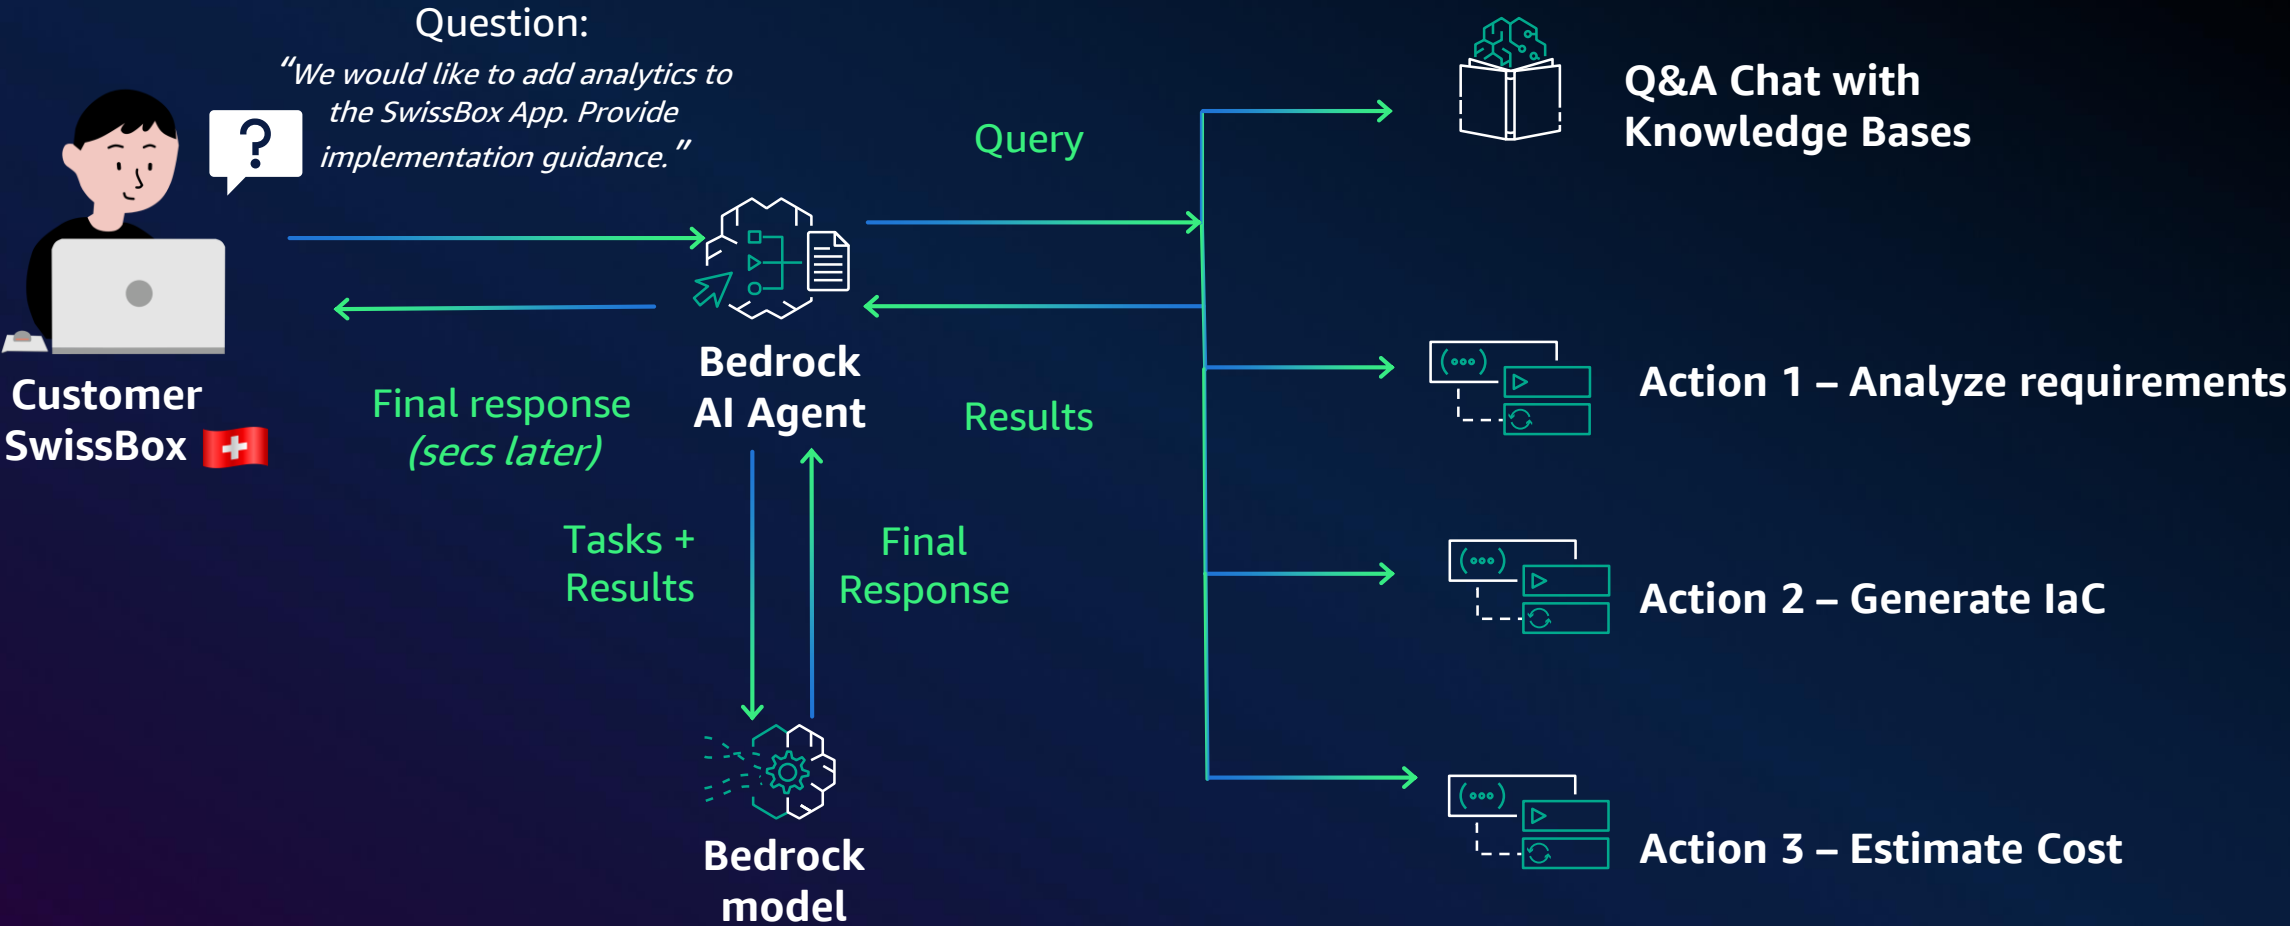 Question:
“We would like to add analytics to
the SwissBox App. Provide
implementation guidance.”
?
Query
Q&A Chat with
Knowledge Bases
Bedrock
AI Agent
Customer
SwissBox
Final response
(secs later)
Results
Action 1 – Analyze requirements
Tasks +
Results
Final
Response
Action 2 – Generate IaC
Bedrock
model
Action 3 – Estimate Cost